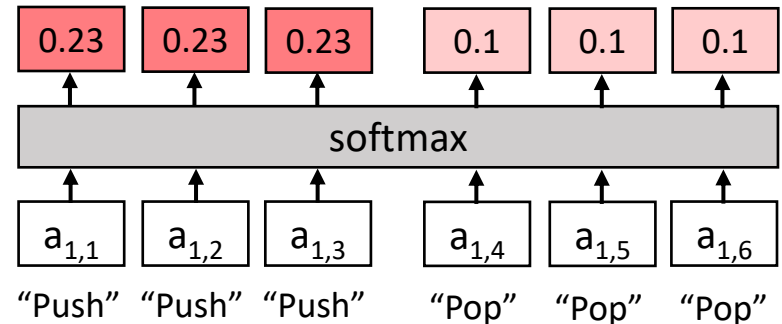 0.23 0.23 0.23 0.1 0.1 0.1
softmax
a1,1 a1,2 a1,3 a1,4 a1,5 a1,6
“Push” “Push” “Push” “Pop” “Pop” “Pop”